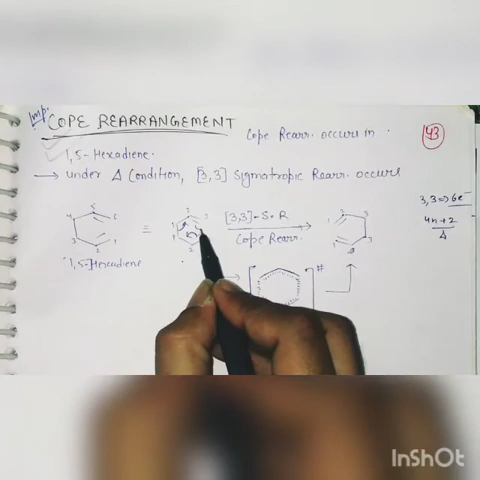 Imp.
COPE REARRANGEMENT
Cope Rearr. occurs in
43
1,5-Hexadiene.
→ under Δ Condition, [3,3] Sigmatropic Rearr. occurs
3,3 ⇒ 6e⁻
4n+2
Δ
[3,3]-S.R
Cope Rearr.
1,5-Hexadiene
#
InShOt